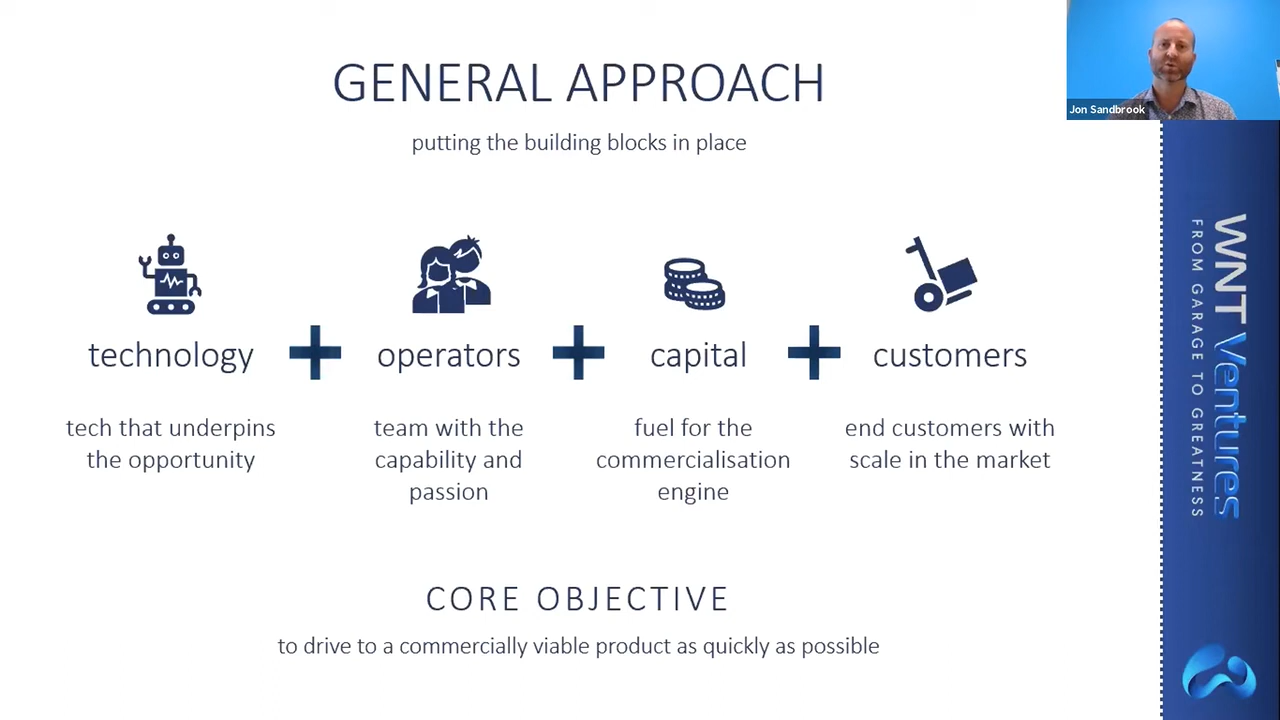 GENERAL APPROACH
putting the building blocks in place
Jon Sandbrook
technology
operators
capital
customers
tech that underpins
the opportunity
team with the
capability and
passion
fuel for the
commercialisation
engine
end customers with
scale in the market
CORE OBJECTIVE
to drive to a commercially viable product as quickly as possible
WNT Ventures
FROM GARAGE TO GREATNESS